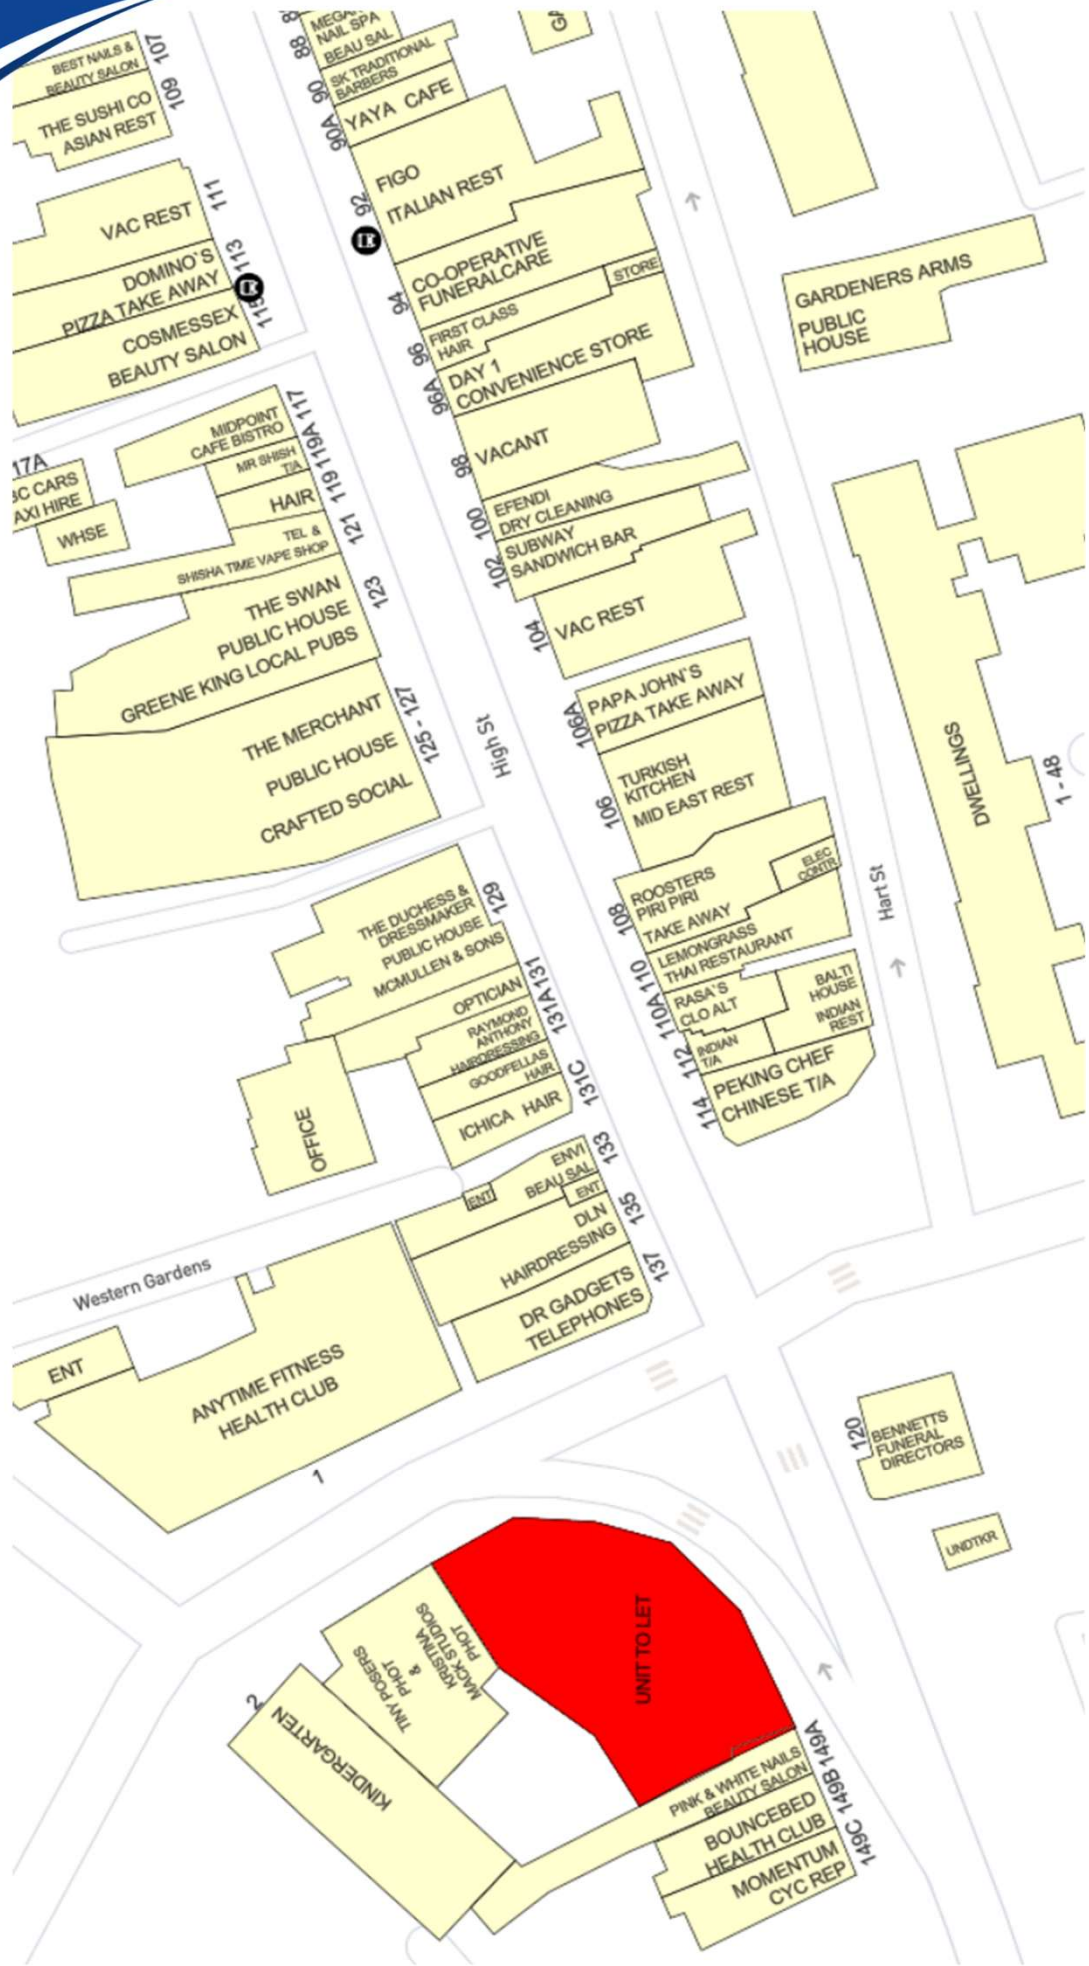 BEST NAILS &
BEAUTY SALON
107
THE SUSHI CO
ASIAN REST
109
VAC REST
111
DOMINO`S
PIZZA TAKE AWAY
113
COSMESSEX
BEAUTY SALON
115
MIDPOINT
CAFE BISTRO
117
MR SHISH
T/A
119A
HAIR
119
TEL &
SHISHA TIME VAPE SHOP
121
17A
BC CARS
AXI HIRE
WHSE
THE SWAN
PUBLIC HOUSE
GREENE KING LOCAL PUBS
123
THE MERCHANT
PUBLIC HOUSE
CRAFTED SOCIAL
125 - 127
THE DUCHESS &
DRESSMAKER
PUBLIC HOUSE
MCMULLEN & SONS
129
OPTICIAN
131
RAYMOND
ANTHONY
HAIRDRESSING
131A
GOODFELLAS
HAIR
ICHICA HAIR
131C
OFFICE
ENVI
BEAU SAL
133
ENT
ENT
DLN
HAIRDRESSING
135
DR GADGETS
TELEPHONES
137
Western Gardens
ENT
ANYTIME FITNESS
HEALTH CLUB
1
88
NAIL SPA
BEAU SAL
SK TRADITIONAL
BARBERS
90
YAYA CAFE
90A
FIGO
ITALIAN REST
92
CO-OPERATIVE
FUNERALCARE
94
STORE
FIRST CLASS
HAIR
96
DAY 1
CONVENIENCE STORE
96A
VACANT
98
EFENDI
DRY CLEANING
100
SUBWAY
SANDWICH BAR
102
VAC REST
104
PAPA JOHN`S
PIZZA TAKE AWAY
106A
TURKISH
KITCHEN
MID EAST REST
106
ROOSTERS
PIRI PIRI
TAKE AWAY
108
ELEC
CONTR
LEMONGRASS
THAI RESTAURANT
110
RASA`S
CLO ALT
110A
BALTI
HOUSE
INDIAN
REST
INDIAN
T/A
112
PEKING CHEF
CHINESE T/A
114
High St
Hart St
GA
GARDENERS ARMS
PUBLIC
HOUSE
DWELLINGS
1 - 48
120
BENNETTS
FUNERAL
DIRECTORS
UNDTKR
UNIT TO LET
KRISTINA
MACK STUDIOS
PHOT
TINY POSERS
&
PHOT
2
KINDERGARTEN
PINK & WHITE NAILS
BEAUTY SALON
149A
BOUNCEBED
HEALTH CLUB
149B
MOMENTUM
CYC REP
149C